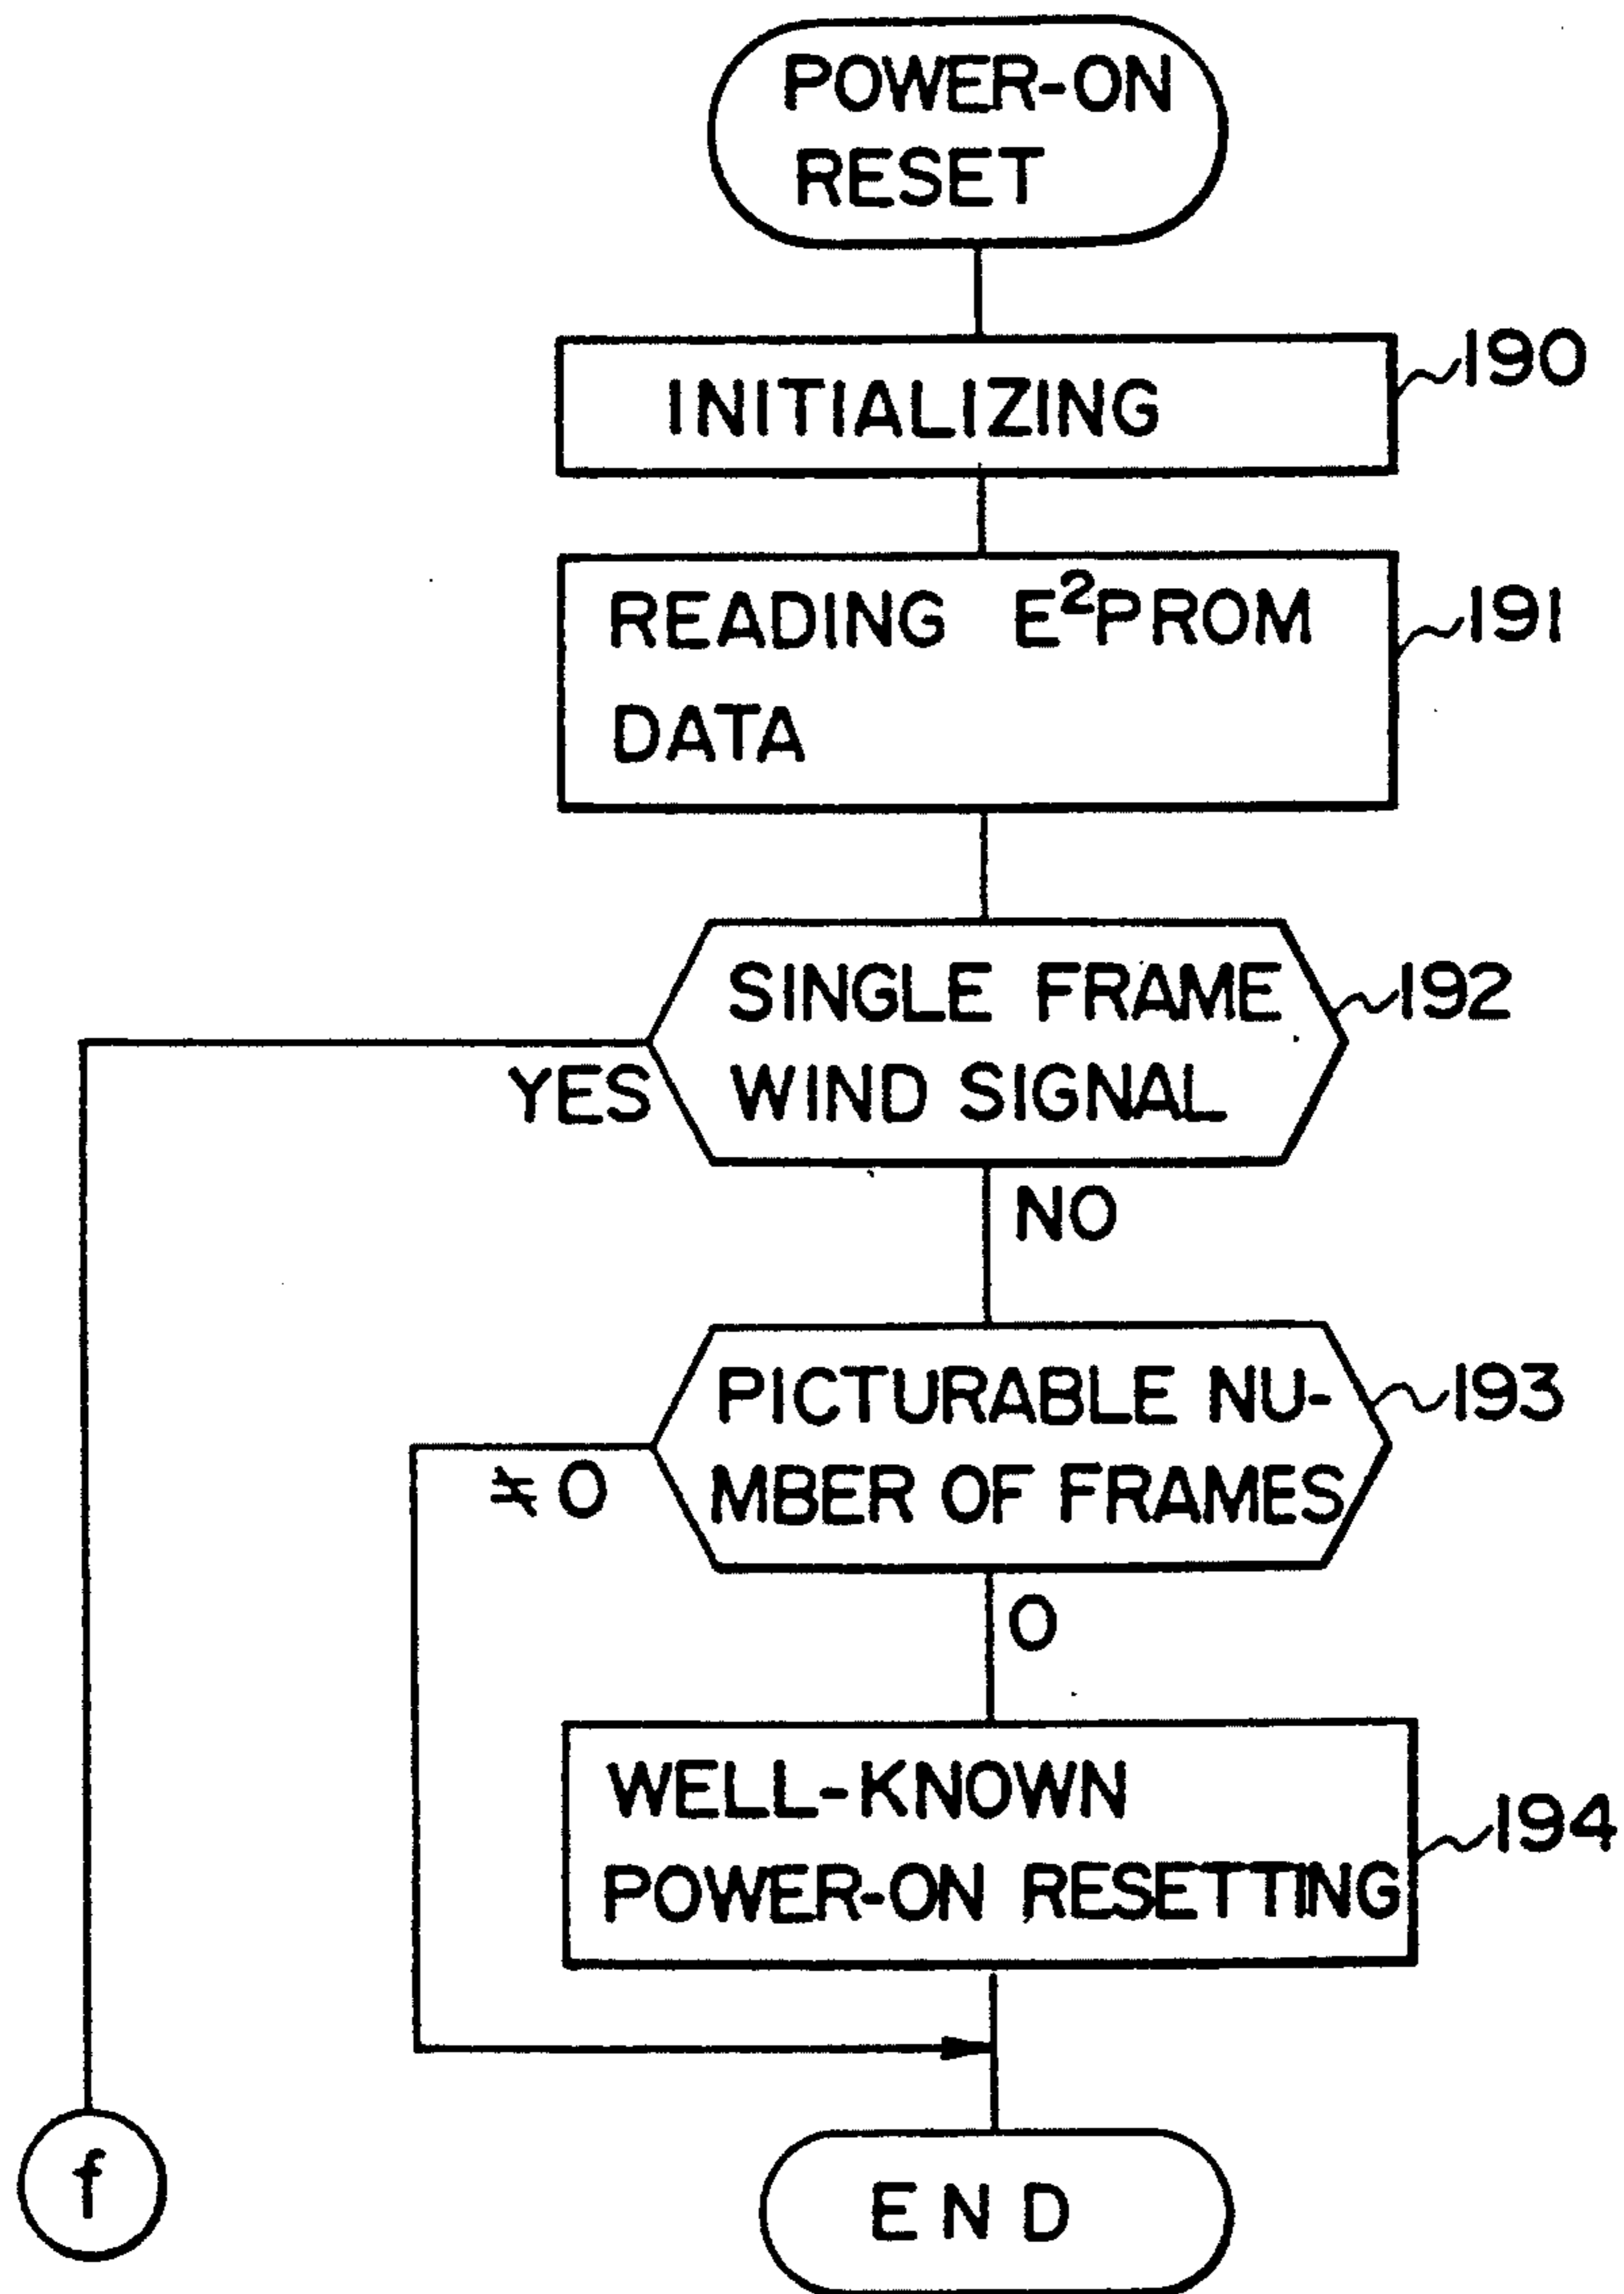 POWER-ON
RESET
INITIALIZING
190
READING E²PROM
DATA
191
SINGLE FRAME
WIND SIGNAL
192
YES
NO
PICTURABLE NU-
MBER OF FRAMES
193
≠ 0
0
WELL-KNOWN
POWER-ON RESETTING
194
f
END